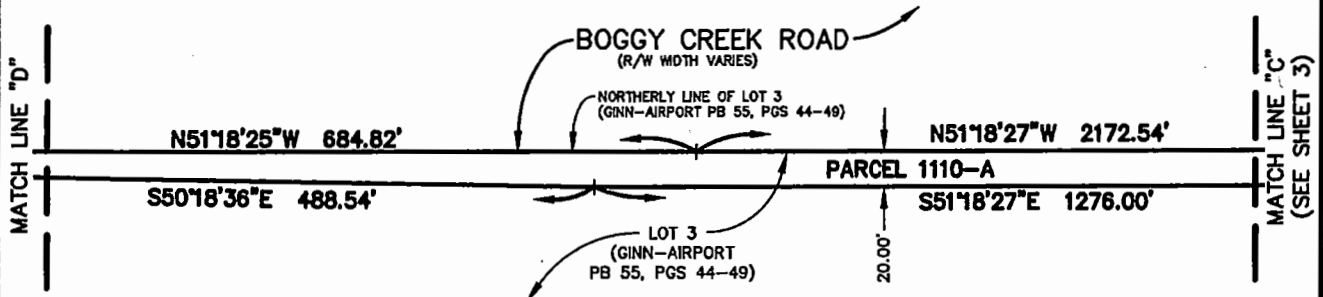 BOGGY CREEK ROAD
(R/W WIDTH VARIES)
MATCH LINE "D"
NORTHERLY LINE OF LOT 3
(GINN-AIRPORT PB 55, PGS 44-49)
N51°18'25"W 684.82'
N51°18'27"W 2172.54'
PARCEL 1110-A
S50°18'36"E 488.54'
S51°18'27"E 1276.00'
LOT 3
(GINN-AIRPORT
PB 55, PGS 44-49)
20.00'
MATCH LINE "C"
(SEE SHEET 3)